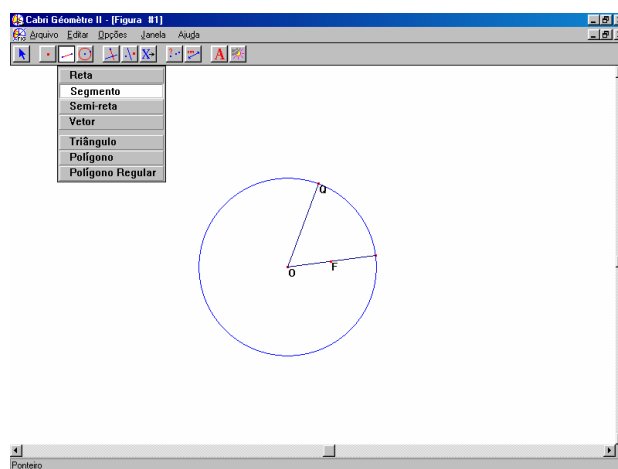 Cabri Géomètre II - [Figura #1]
Arquivo Editar Opções Janela Ajuda
A
Reta
Segmento
Semi-reta
Vetor
Triângulo
Polígono
Polígono Regular
Q
O
F
Ponteiro